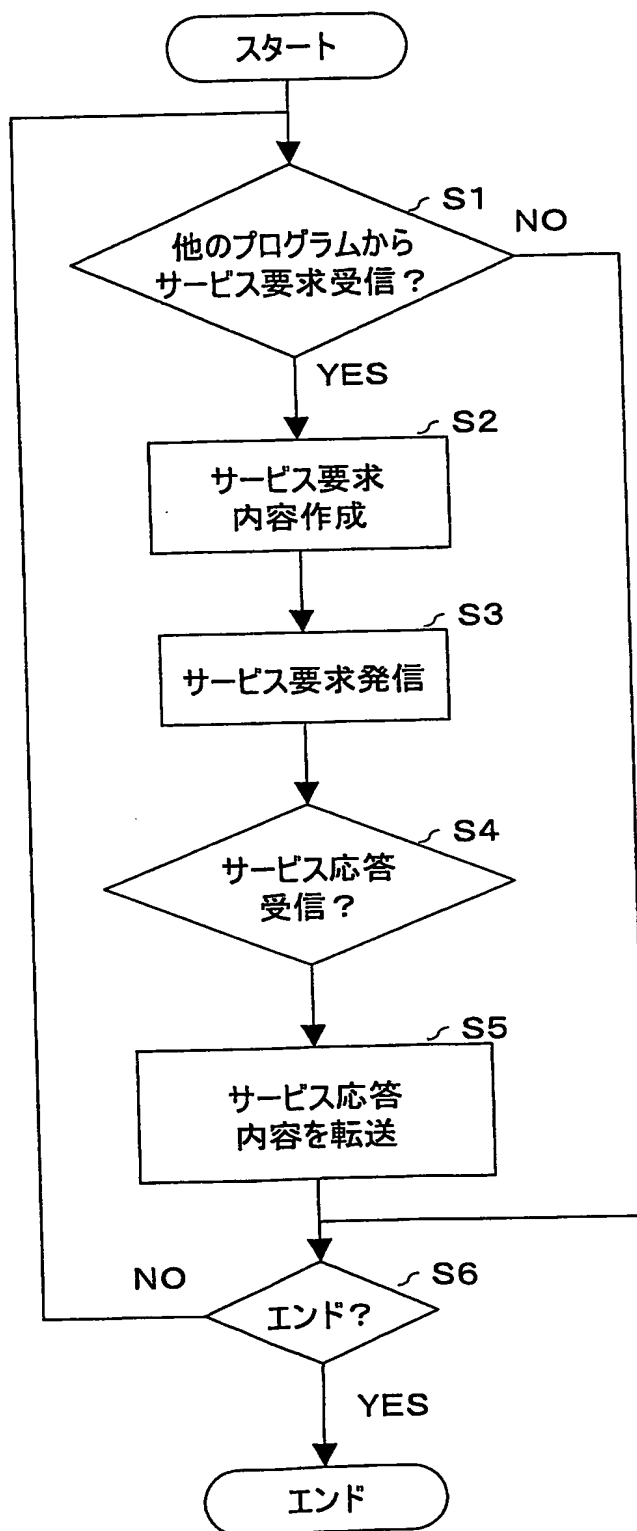 スタート
S1
NO
他のプログラムから
サービス要求受信？
YES
S2
サービス要求
内容作成
S3
サービス要求発信
S4
サービス応答
受信？
S5
サービス応答
内容を転送
NO
S6
エンド？
YES
エンド